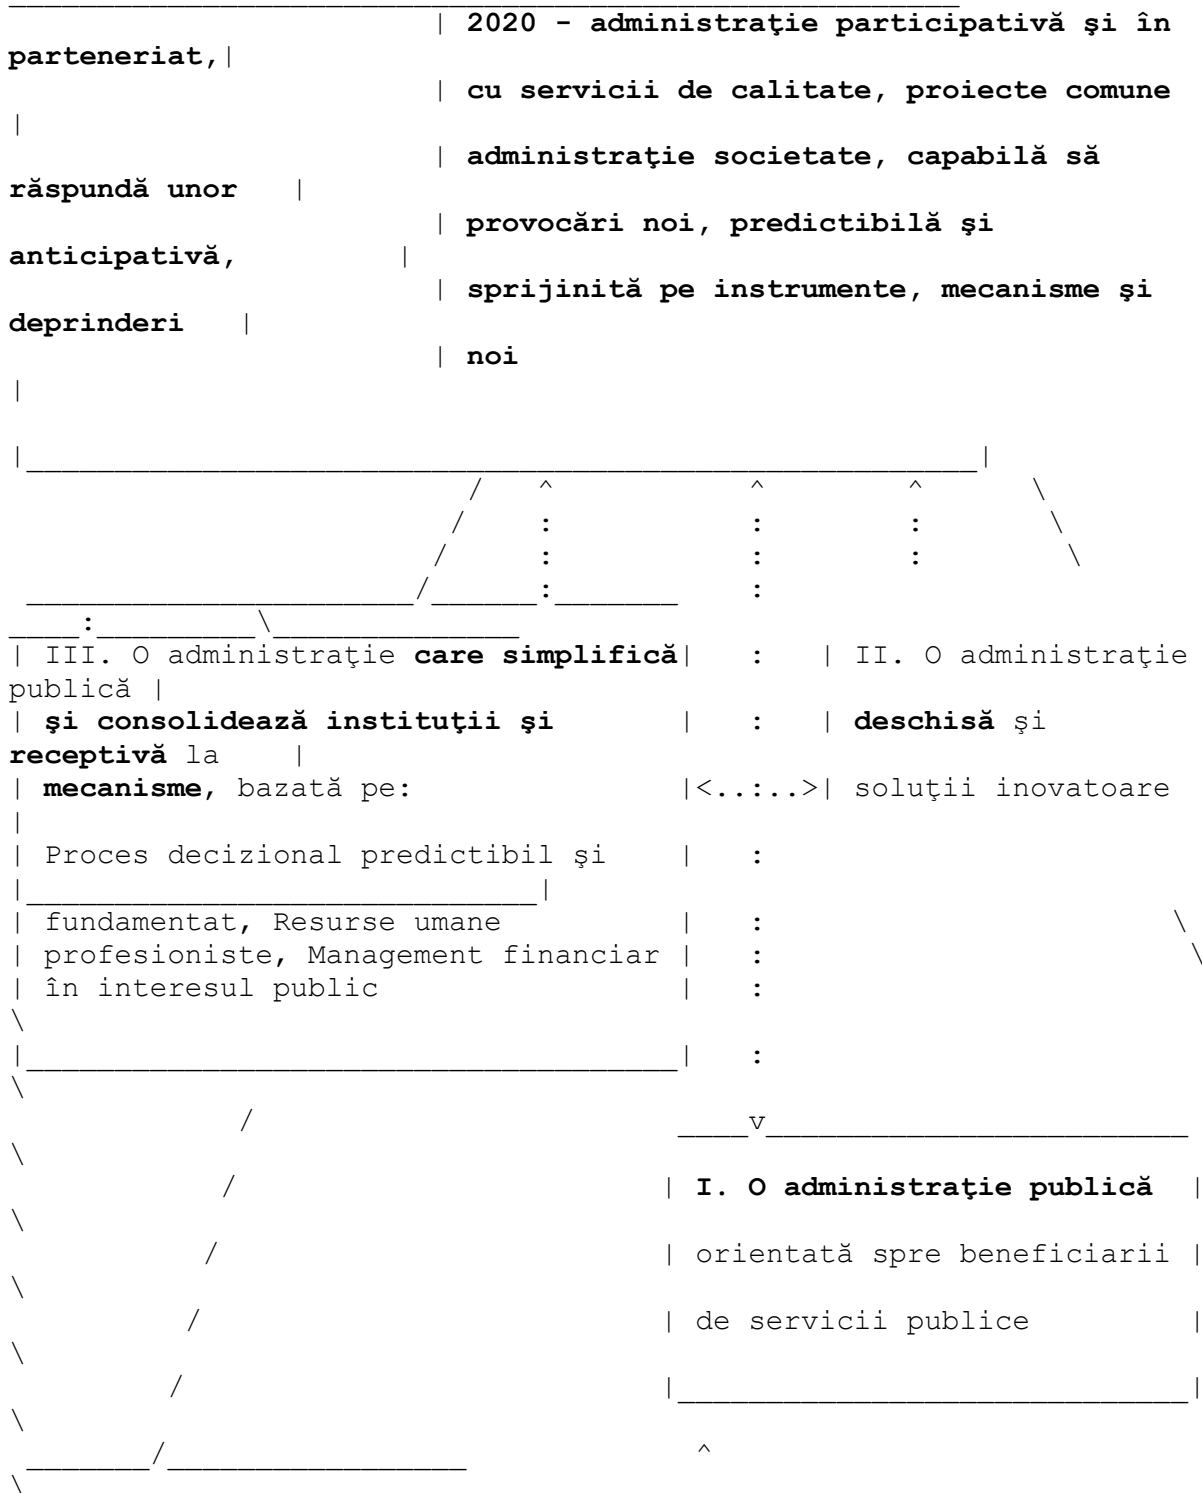 2020 - administraţie participativă şi în
parteneriat,
cu servicii de calitate, proiecte comune
administraţie societate, capabilă să
răspundă unor
provocări noi, predictibilă şi
anticipativă,
sprijinită pe instrumente, mecanisme şi
deprinderi
noi
III. O administraţie care simplifică
II. O administraţie
publică
şi consolidează instituţii şi
deschisă şi
receptivă la
mecanisme, bazată pe:
soluţii inovatoare
Proces decizional predictibil şi
fundamentat, Resurse umane
profesioniste, Management financiar
în interesul public
I. O administraţie publică
orientată spre beneficiarii
de servicii publice